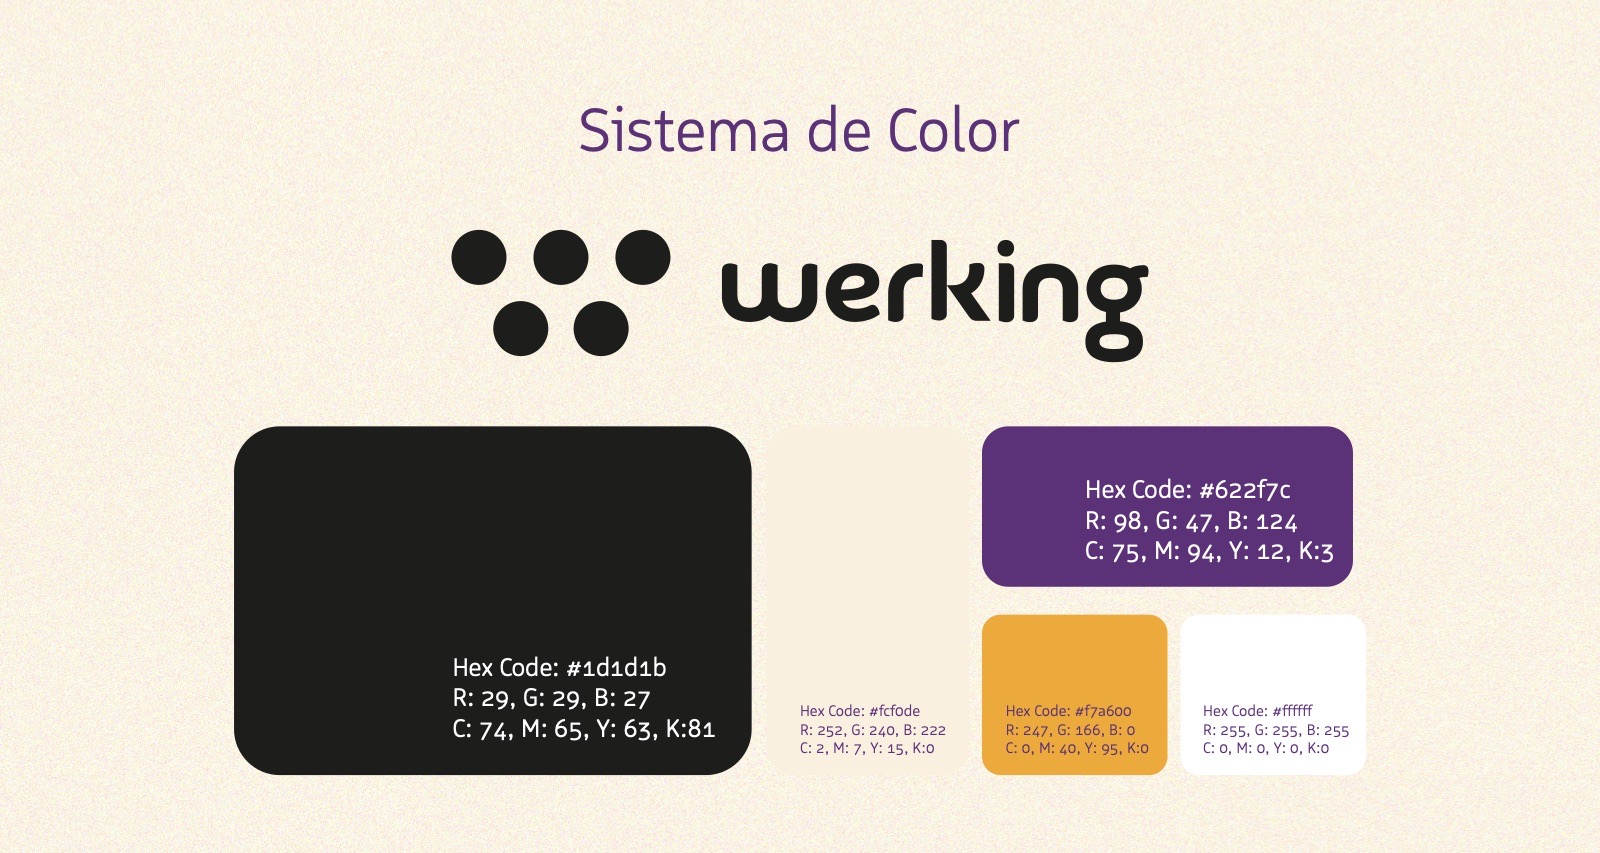 Sistema de Color
werking
Hex Code: #1d1d1b
R: 29, G: 29, B: 27
C: 74, M: 65, Y: 63, K:81
Hex Code: #fcf0de
R: 252, G: 240, B: 222
C: 2, M: 7, Y: 15, K:0
Hex Code: #622f7c
R: 98, G: 47, B: 124
C: 75, M: 94, Y: 12, K:3
Hex Code: #f7a600
R: 247, G: 166, B: 0
C: 0, M: 40, Y: 95, K:0
Hex Code: #ffffff
R: 255, G: 255, B: 255
C: 0, M: 0, Y: 0, K:0